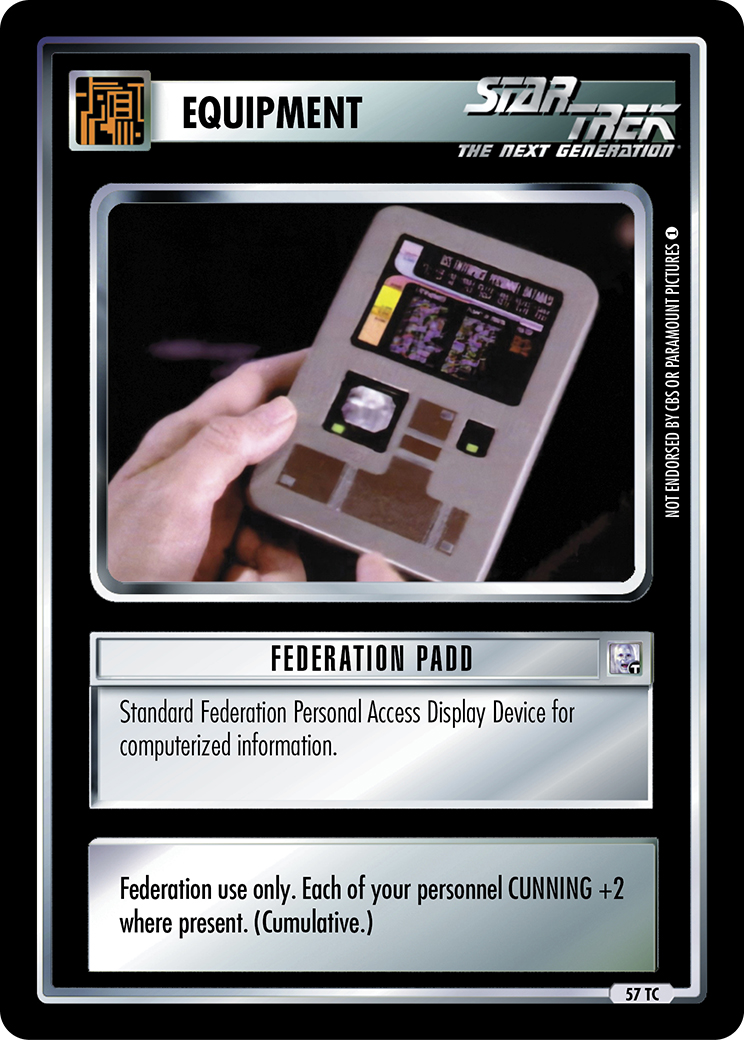 EQUIPMENT
STAR TREK
THE NEXT GENERATION
NOT ENDORSED BY CBS OR PARAMOUNT PICTURES 1
FEDERATION PADD
T
Standard Federation Personal Access Display Device for
computerized information.
Federation use only. Each of your personnel CUNNING +2
where present. (Cumulative.)
57 TC